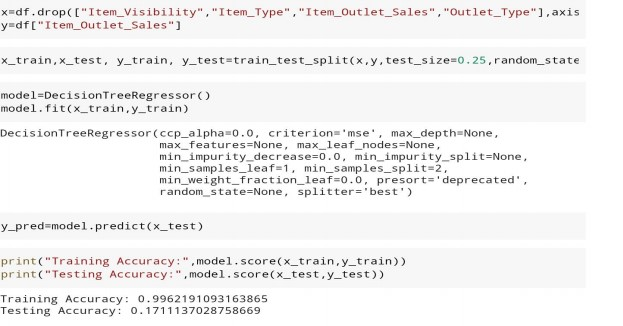 x=df.drop(["Item_Visibility","Item_Type","Item_Outlet_Sales","Outlet_Type"],axis
y=df["Item_Outlet_Sales"]
x_train,x_test, y_train, y_test=train_test_split(x,y,test_size=0.25,random_state
model=DecisionTreeRegressor()
model.fit(x_train,y_train)
DecisionTreeRegressor(ccp_alpha=0.0, criterion='mse', max_depth=None,
                      max_features=None, max_leaf_nodes=None,
                      min_impurity_decrease=0.0, min_impurity_split=None,
                      min_samples_leaf=1, min_samples_split=2,
                      min_weight_fraction_leaf=0.0, presort='deprecated',
                      random_state=None, splitter='best')
y_pred=model.predict(x_test)
print("Training Accuracy:",model.score(x_train,y_train))
print("Testing Accuracy:",model.score(x_test,y_test))
Training Accuracy: 0.9962191093163865
Testing Accuracy: 0.1711137028758669